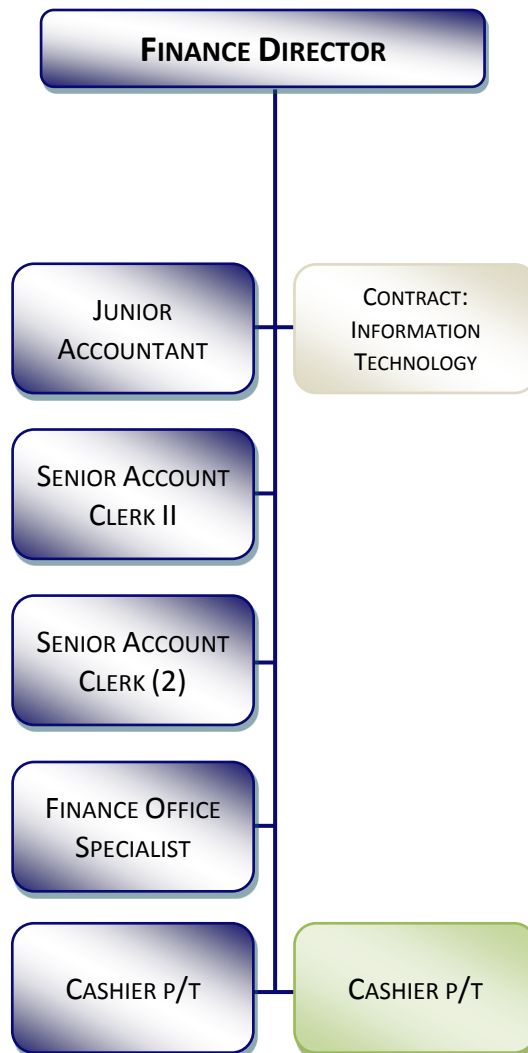 FINANCE DIRECTOR
JUNIOR
ACCOUNTANT
CONTRACT:
INFORMATION
TECHNOLOGY
SENIOR ACCOUNT
CLERK II
SENIOR ACCOUNT
CLERK (2)
FINANCE OFFICE
SPECIALIST
CASHIER P/T
CASHIER P/T